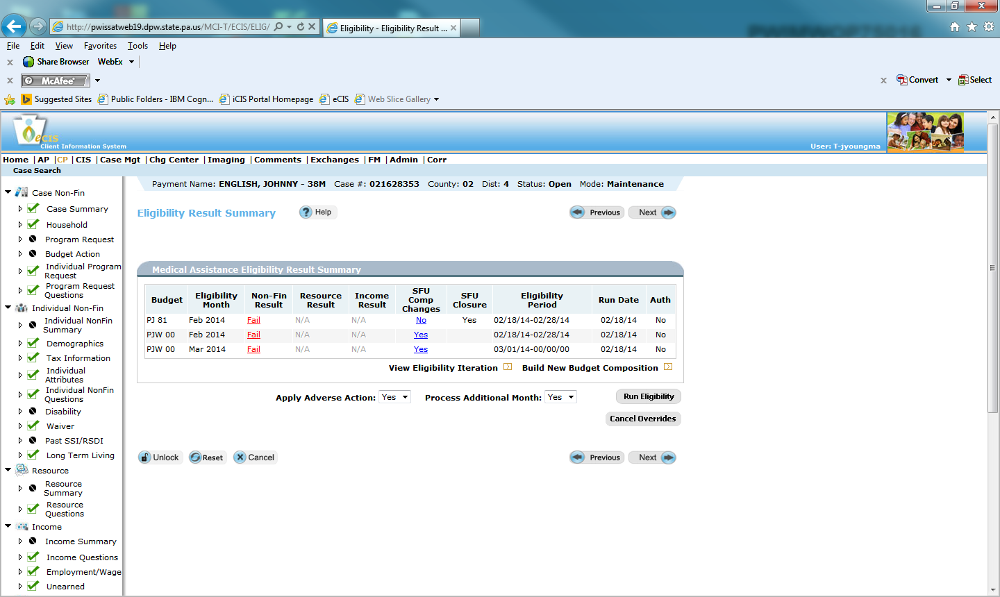 PWISWOP75016
http://pwissatweb19.dpw.state.pa.us/MCI-T/ECIS/ELIG/
Eligibility - Eligibility Result ...
File Edit View Favorites Tools Help
x Share Browser WebEx
x McAfee
x Convert Select
Suggested Sites Public Folders - IBM Cogn... iCIS Portal Homepage eCIS Web Slice Gallery
eCIS
Client Information System
User: T-jyoungma
Home |AP |CP |CIS |Case Mgt |Chg Center |Imaging |Comments |Exchanges |FM |Admin |Corr
Case Search
Payment Name: ENGLISH, JOHNNY - 38M Case #: 021628353 County: 02 Dist: 4 Status: Open Mode: Maintenance
Case Non-Fin
Case Summary
Household
Program Request
Budget Action
Individual Program
Request
Program Request
Questions
Individual Non-Fin
Individual NonFin
Summary
Demographics
Tax Information
Individual
Attributes
Individual NonFin
Questions
Disability
Waiver
Past SSI/RSDI
Long Term Living
Resource
Resource
Summary
Resource
Questions
Income
Income Summary
Income Questions
Employment/Wage
Unearned
Eligibility Result Summary Help Previous Next
Medical Assistance Eligibility Result Summary
Budget Eligibility Month Non-Fin Result Resource Result Income Result SFU Comp Changes SFU Closure Eligibility Period Run Date Auth
PJ 81 Feb 2014 Fail N/A N/A No Yes 02/18/14-02/28/14 02/18/14 No
PJW 00 Feb 2014 Fail N/A N/A Yes 02/18/14-02/28/14 02/18/14 No
PJW 00 Mar 2014 Fail N/A N/A Yes 03/01/14-00/00/00 02/18/14 No
View Eligibility Iteration Build New Budget Composition
Apply Adverse Action: Yes Process Additional Month: Yes Run Eligibility
Cancel Overrides
Unlock Reset Cancel Previous Next